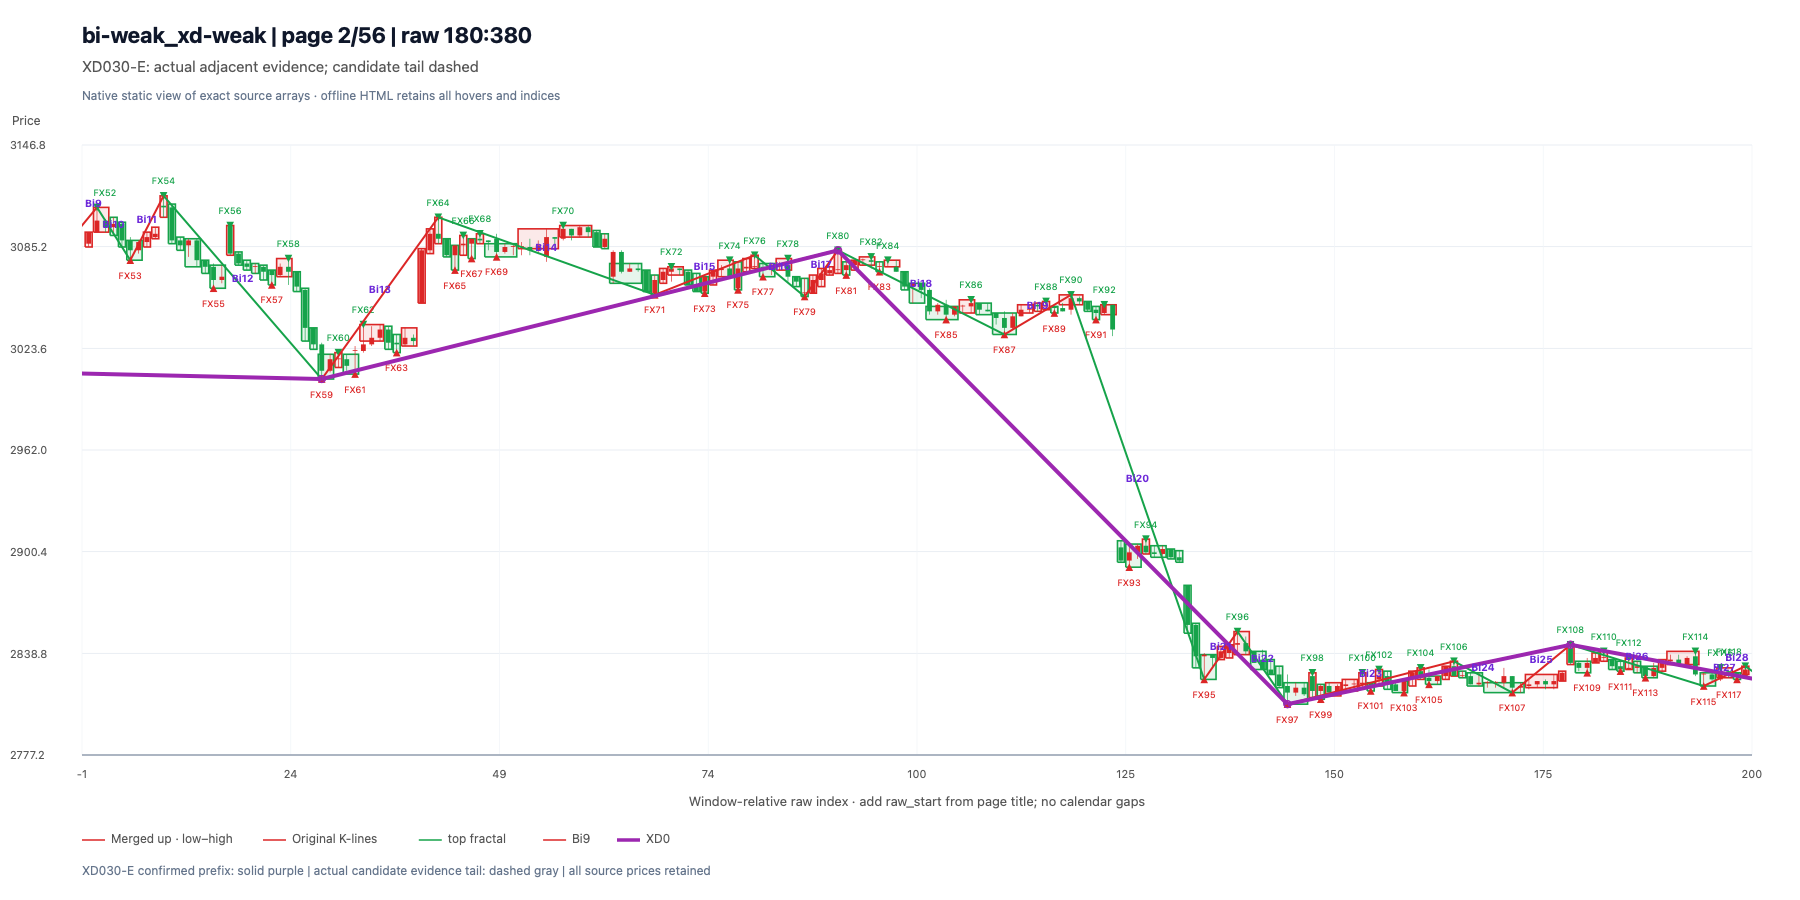 bi-weak_xd-weak | page 2/56 | raw 180:380
XD030-E: actual adjacent evidence; candidate tail dashed
Native static view of exact source arrays · offline HTML retains all hovers and indices
Price
3146.8
3085.2
3023.6
2962.0
2900.4
2838.8
2777.2
FX54
FX52
Bi9
FX64
FX56
FX70
Bi11
FX68
FX80
FX58
FX74
FX76
FX78
FX84
Bi14
FX72
FX53
FX67
FX69
Bi15
Bi12
FX65
FX77
FX83
Bi18
FX90
FX55
FX57
Bi13
FX75
FX81
FX86
FX88
FX92
FX71
FX73
FX79
FX60
FX85
FX87
FX89
FX91
FX61
FX63
FX59
Bi20
FX94
FX93
FX96
FX108
FX110
FX112
FX114
FX98
FX102
FX104
FX106
Bi22
Bi24
Bi25
Bi27
Bi28
FX95
FX97
FX99
FX101
FX103
FX105
FX107
FX109
FX111
FX113
FX115
FX117
-1 24 49 74 100 125 150 175 200
Window-relative raw index · add raw_start from page title; no calendar gaps
Merged up · low–high Original K-lines top fractal Bi9 XD0
XD030-E confirmed prefix: solid purple | actual candidate evidence tail: dashed gray | all source prices retained